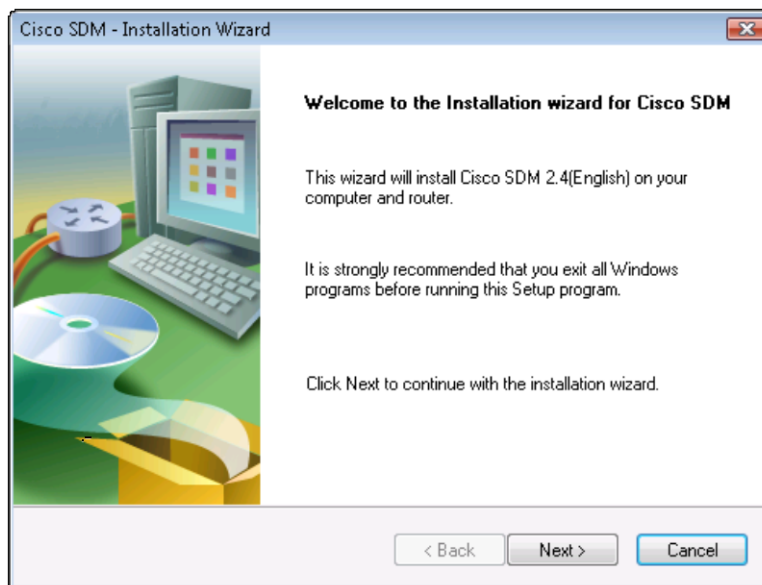 Cisco SDM - Installation Wizard
Welcome to the Installation wizard for Cisco SDM
This wizard will install Cisco SDM 2.4(English) on your
computer and router.
It is strongly recommended that you exit all Windows
programs before running this Setup program.
Click Next to continue with the installation wizard.
< Back
Next >
Cancel